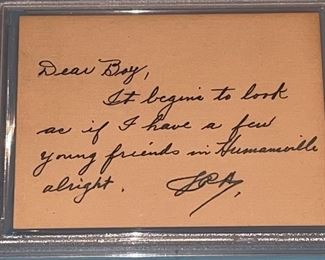 Dear Boy,
It begins to look
as if I have a few
young friends in Humansville
alright.